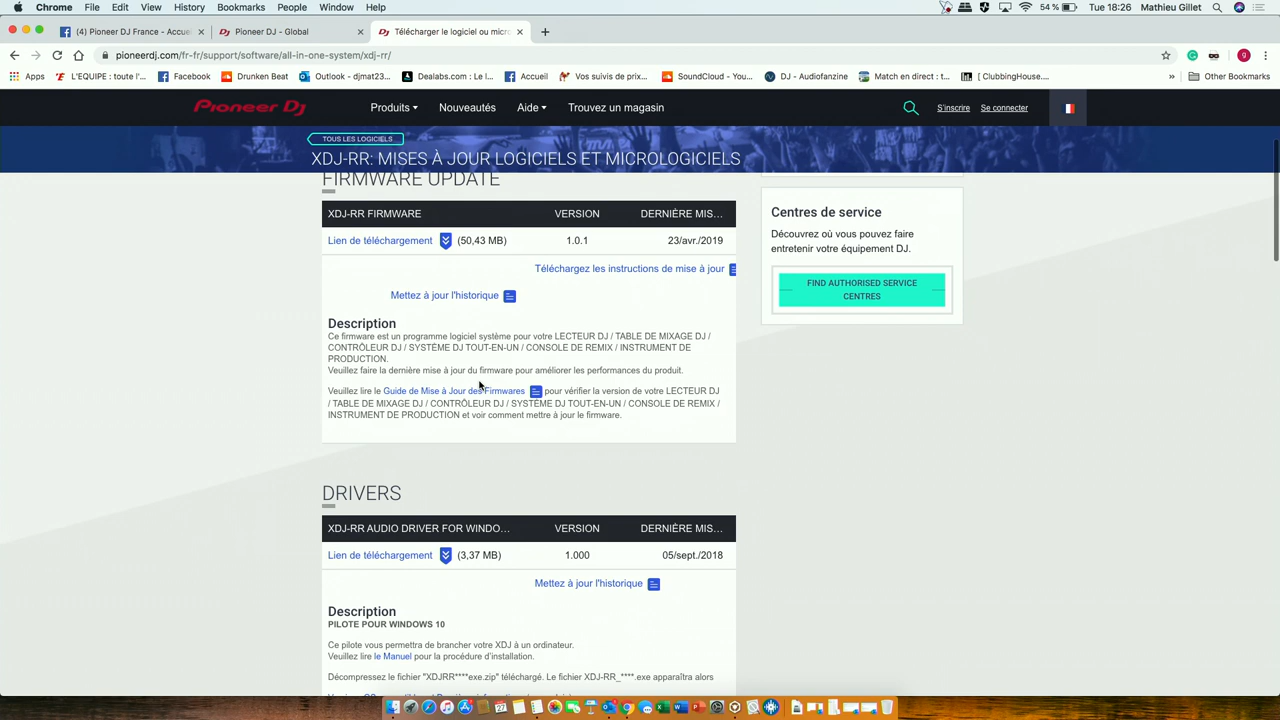 Chrome File Edit View History Bookmarks People Window Help 54 % Tue 18:26 Mathieu Gillet
(4) Pioneer DJ France - Accue Pioneer DJ - Global Télécharger le logiciel ou micro
pioneerdj.com/fr-fr/support/software/all-in-one-system/xdj-rr/
Apps L'EQUIPE : toute l'... Facebook Drunken Beat Outlook - djmat23... Dealabs.com : Le l... Accueil Vos suivis de prix... SoundCloud - You... DJ - Audiofanzine Match en direct : t... [ClubbingHouse.... » Other Bookmarks
Pioneer Dj Produits Nouveautés Aide Trouvez un magasin S'inscrire Se connecter
TOUS LES LOGICIELS
XDJ-RR: MISES À JOUR LOGICIELS ET MICROLOGICIELS
FIRMWARE UPDATE
XDJ-RR FIRMWARE VERSION DERNIÈRE MIS...
Lien de téléchargement (50,43 MB) 1.0.1 23/avr./2019
Téléchargez les instructions de mise à jour
Mettez à jour l'historique
Description
Ce firmware est un programme logiciel système pour votre LECTEUR DJ / TABLE DE MIXAGE DJ /
CONTRÔLEUR DJ / SYSTÈME DJ TOUT-EN-UN / CONSOLE DE REMIX / INSTRUMENT DE
PRODUCTION.
Veuillez faire la dernière mise à jour du firmware pour améliorer les performances du produit.
Veuillez lire le Guide de Mise à Jour des Firmwares pour vérifier la version de votre LECTEUR DJ
/ TABLE DE MIXAGE DJ / CONTRÔLEUR DJ / SYSTÈME DJ TOUT-EN-UN / CONSOLE DE REMIX /
INSTRUMENT DE PRODUCTION et voir comment mettre à jour le firmware.
Centres de service
Découvrez où vous pouvez faire
entretenir votre équipement DJ.
FIND AUTHORISED SERVICE
CENTRES
DRIVERS
XDJ-RR AUDIO DRIVER FOR WINDO... VERSION DERNIÈRE MIS...
Lien de téléchargement (3,37 MB) 1.000 05/sept./2018
Mettez à jour l'historique
Description
PILOTE POUR WINDOWS 10
Ce pilote vous permettra de brancher votre XDJ à un ordinateur.
Veuillez lire le Manuel pour la procédure d'installation.
Décompressez le fichier "XDJRR****exe.zip" téléchargé. Le fichier XDJ-RR_****.exe apparaîtra alors